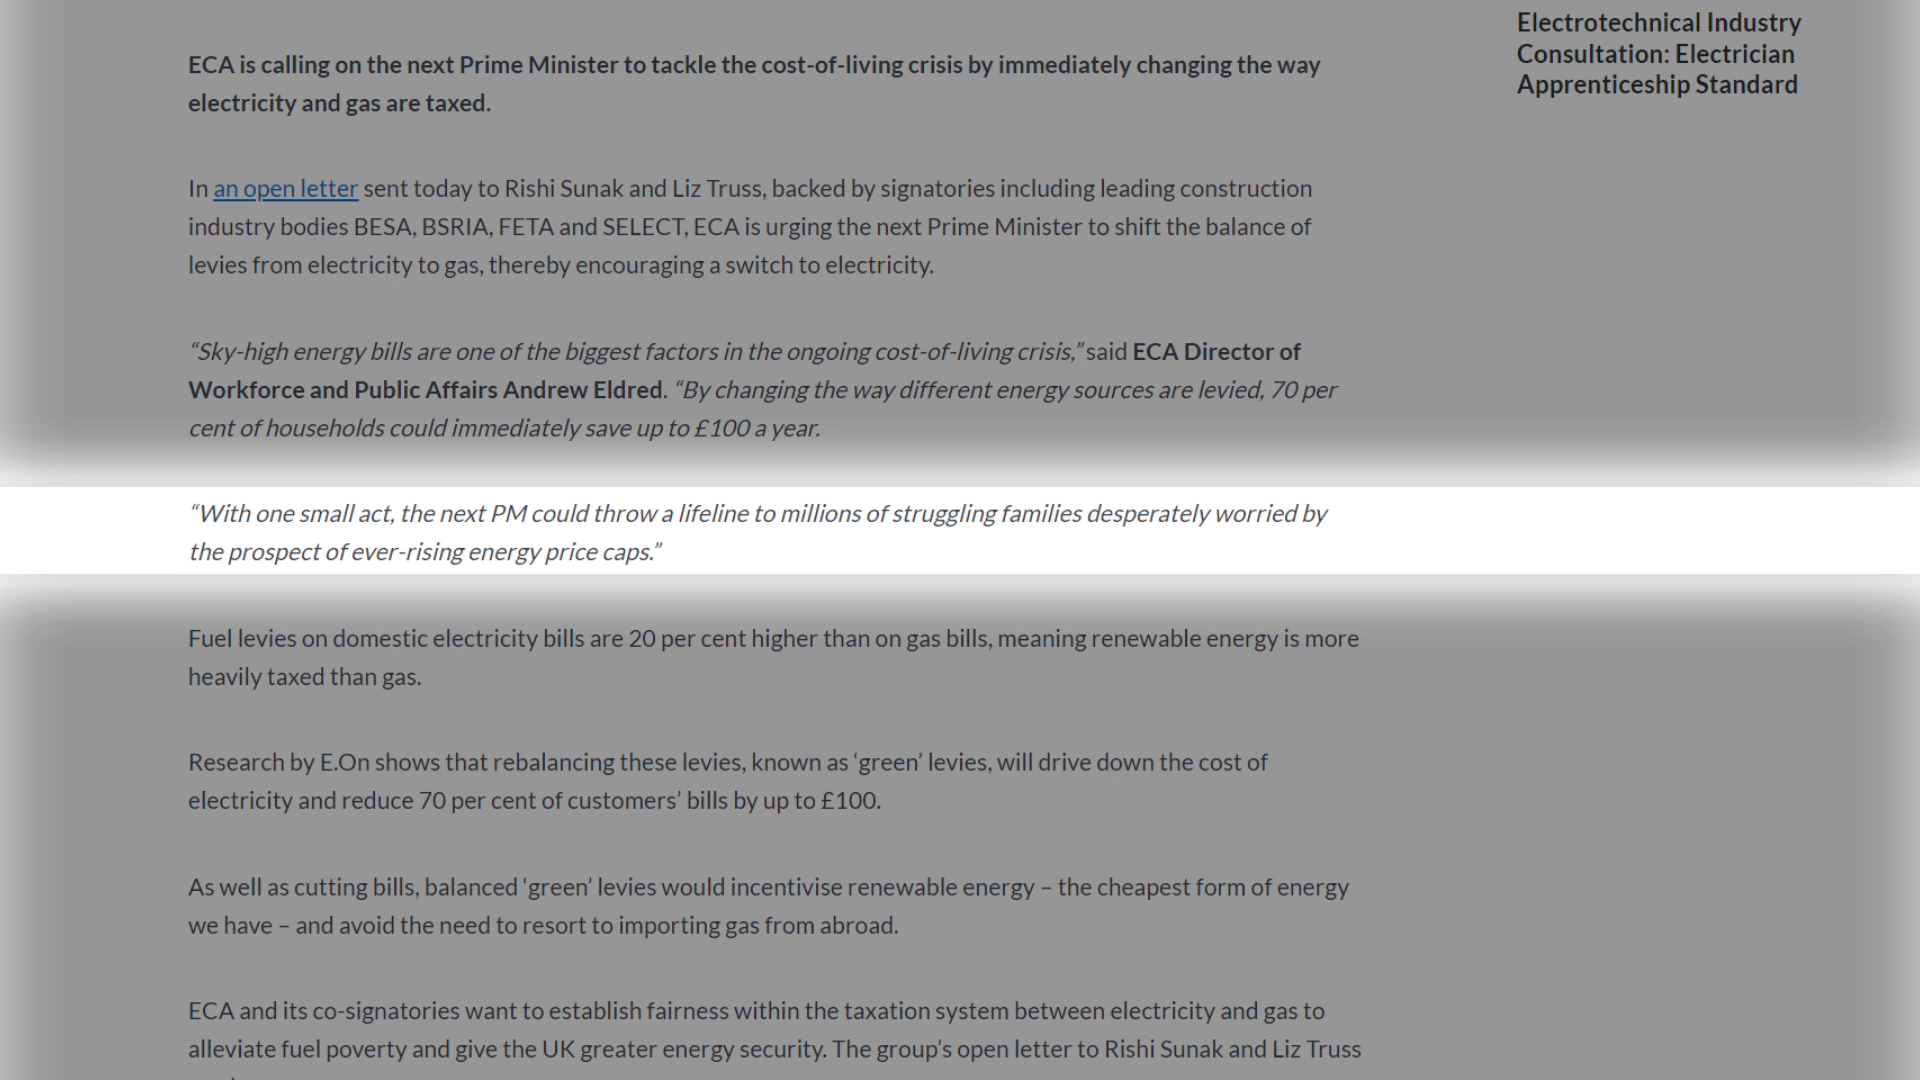 Electrotechnical Industry
Consultation: Electrician
Apprenticeship Standard
ECA is calling on the next Prime Minister to tackle the cost-of-living crisis by immediately changing the way
electricity and gas are taxed.
In an open letter sent today to Rishi Sunak and Liz Truss, backed by signatories including leading construction
industry bodies BESA, BSRIA, FETA and SELECT, ECA is urging the next Prime Minister to shift the balance of
levies from electricity to gas, thereby encouraging a switch to electricity.
“Sky-high energy bills are one of the biggest factors in the ongoing cost-of-living crisis,” said ECA Director of
Workforce and Public Affairs Andrew Eldred. “By changing the way different energy sources are levied, 70 per
cent of households could immediately save up to £100 a year.
“With one small act, the next PM could throw a lifeline to millions of struggling families desperately worried by
the prospect of ever-rising energy price caps.”
Fuel levies on domestic electricity bills are 20 per cent higher than on gas bills, meaning renewable energy is more
heavily taxed than gas.
Research by E.On shows that rebalancing these levies, known as ‘green’ levies, will drive down the cost of
electricity and reduce 70 per cent of customers’ bills by up to £100.
As well as cutting bills, balanced ‘green’ levies would incentivise renewable energy – the cheapest form of energy
we have – and avoid the need to resort to importing gas from abroad.
ECA and its co-signatories want to establish fairness within the taxation system between electricity and gas to
alleviate fuel poverty and give the UK greater energy security. The group’s open letter to Rishi Sunak and Liz Truss